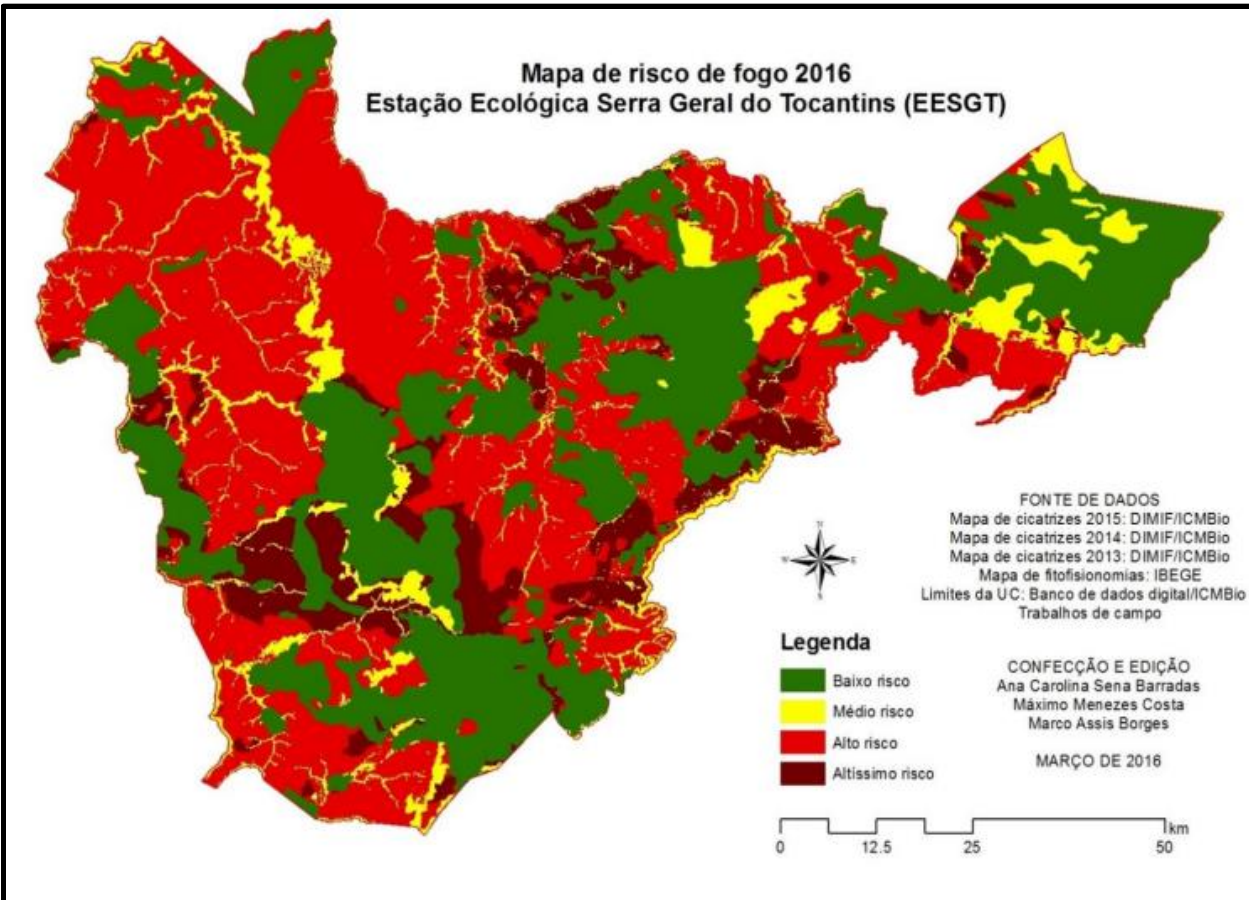 Mapa de risco de fogo 2016
Estação Ecológica Serra Geral do Tocantins (EESGT)
N
W
E
S
FONTE DE DADOS
Mapa de cicatrizes 2015: DIMIF/ICMBio
Mapa de cicatrizes 2014: DIMIF/ICMBio
Mapa de cicatrizes 2013: DIMIF/ICMBio
Mapa de fitofisionomias: IBEGE
Limites da UC: Banco de dados digital/ICMBio
Trabalhos de campo
Legenda
Baixo risco
Médio risco
Alto risco
Altíssimo risco
CONFECÇÃO E EDIÇÃO
Ana Carolina Sena Barradas
Máximo Menezes Costa
Marco Assis Borges
MARÇO DE 2016
km
0 12.5 25 50